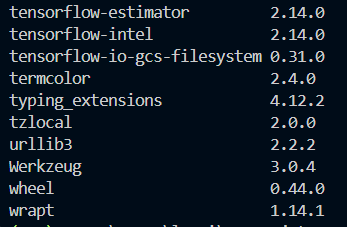 tensorflow-estimator 2.14.0
tensorflow-intel 2.14.0
tensorflow-io-gcs-filesystem 0.31.0
termcolor 2.4.0
typing_extensions 4.12.2
tzlocal 2.0.0
urllib3 2.2.2
Werkzeug 3.0.4
wheel 0.44.0
wrapt 1.14.1